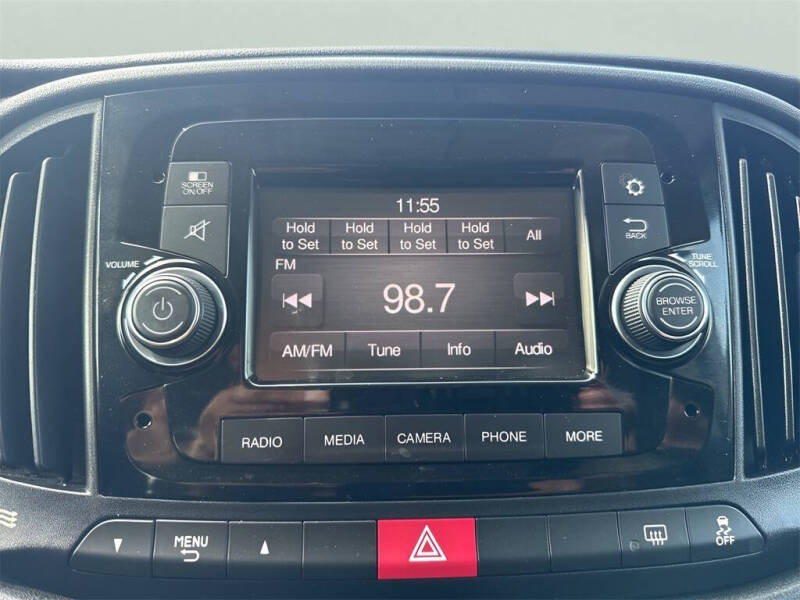 SCREEN
ON/OFF
11:55
Hold to Set
Hold to Set
Hold to Set
Hold to Set
All
FM
98.7
AM/FM
Tune
Info
Audio
BACK
VOLUME
TUNE
SCROLL
BROWSE
ENTER
RADIO
MEDIA
CAMERA
PHONE
MORE
MENU
OFF